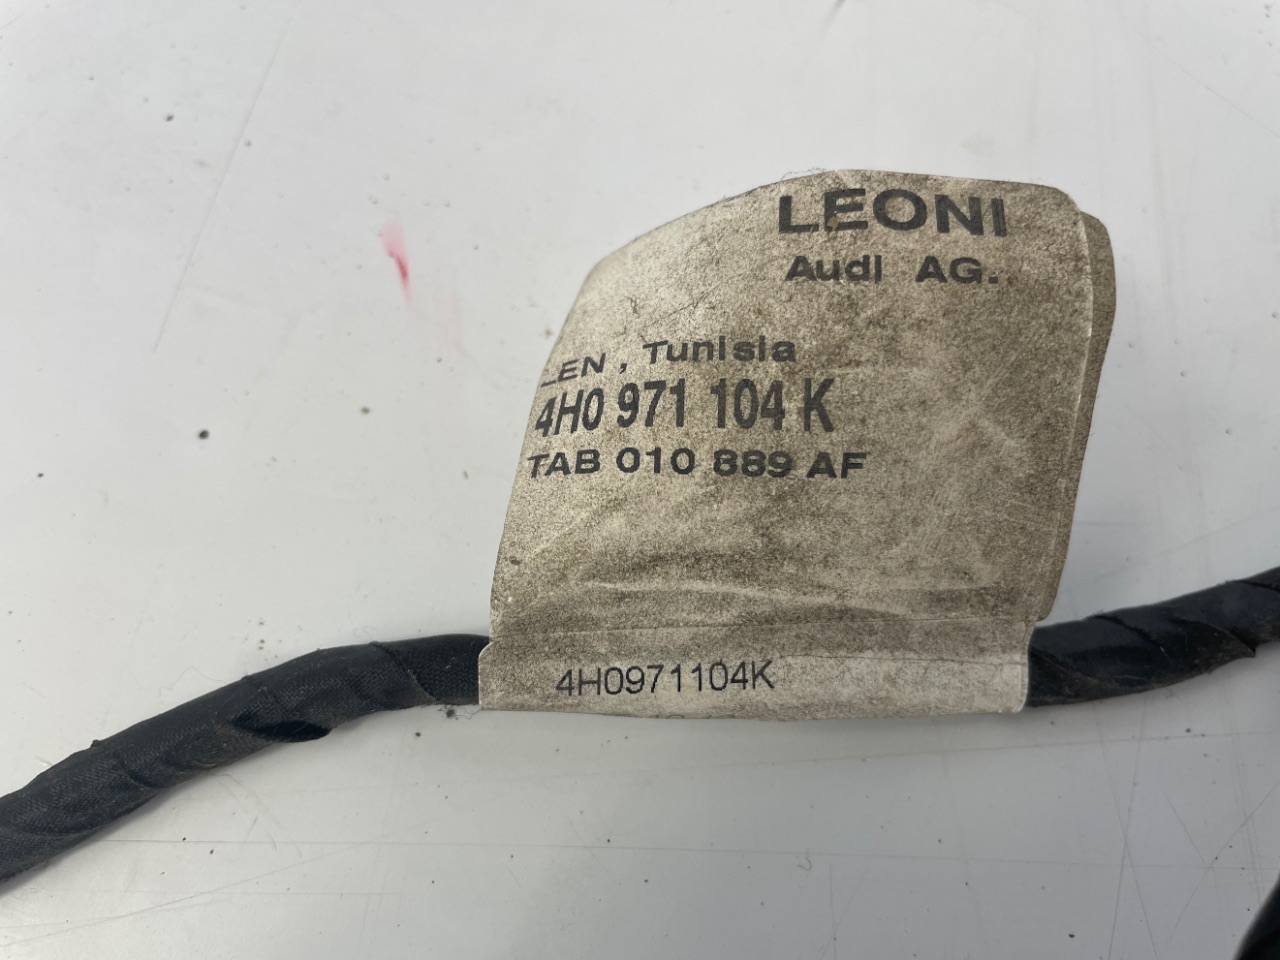 LEONI
Audi AG.
LEN , Tunisia
4H0 971 104 K
TAB 010 889 AF
4H0971104K